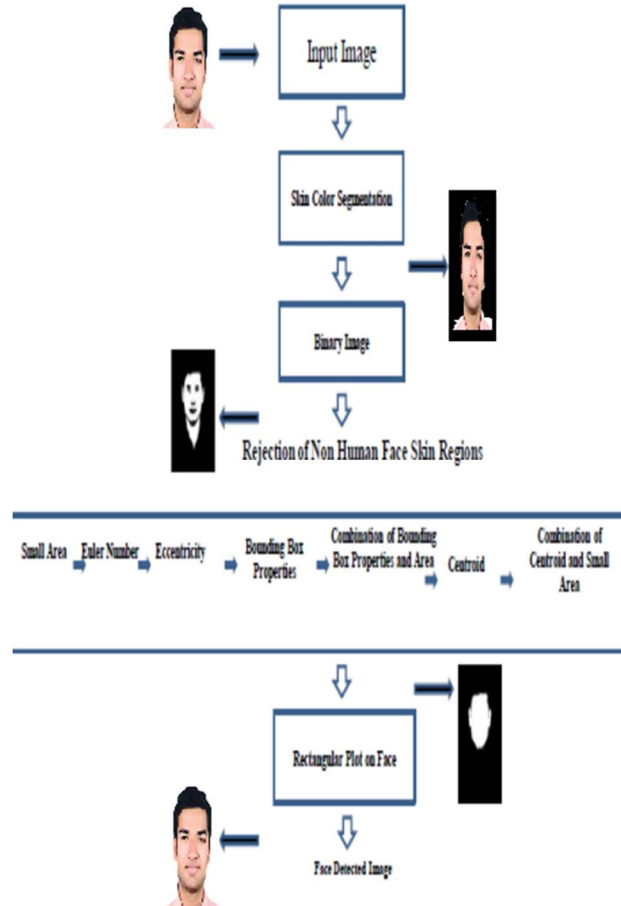 Input Image
Skin Color Segmentation
Binary Image
Rejection of Non Human Face Skin Regions
Small Area
Euler Number
Eccentricity
Bounding Box
Properties
Combination of Bounding
Box Properties and Area
Centroid
Combination of
Centroid and Small
Area
Rectangular Plot on Face
Face Detected Image